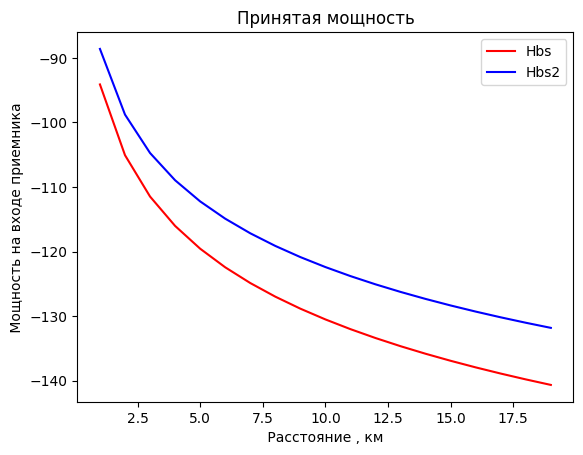 Принятая мощность
Hbs
Hbs2
−90
−100
−110
−120
−130
−140
Мощность на входе приемника
2.5 5.0 7.5 10.0 12.5 15.0 17.5
Расстояние , км